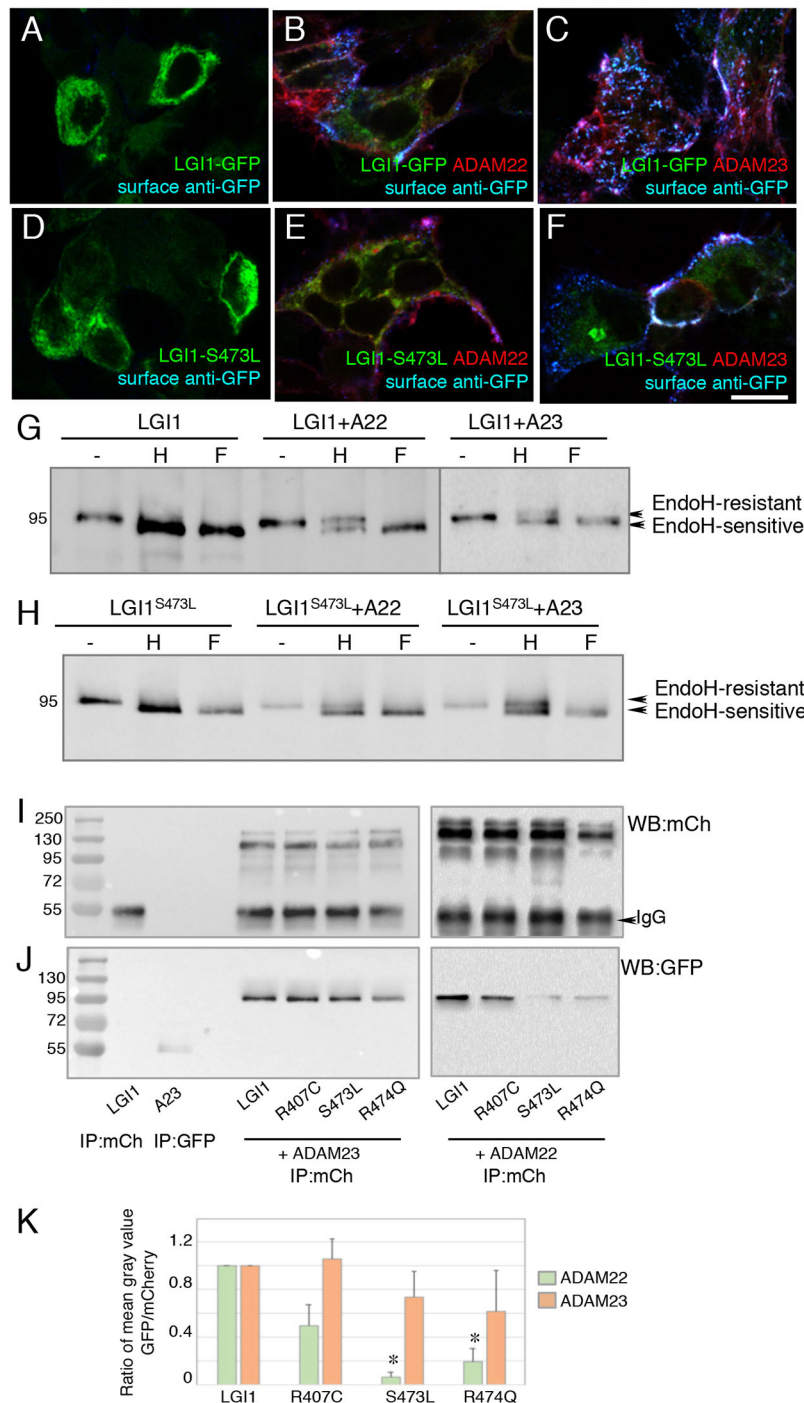 A
LGI1-GFP
surface anti-GFP
B
LGI1-GFP ADAM22
surface anti-GFP
C
LGI1-GFP ADAM23
surface anti-GFP
D
LGI1-S473L
surface anti-GFP
E
LGI1-S473L ADAM22
surface anti-GFP
F
LGI1-S473L ADAM23
surface anti-GFP
G
LGI1 LGI1+A22 LGI1+A23
- H F - H F - H F
95
EndoH-resistant
EndoH-sensitive
H
LGI1S473L LGI1S473L+A22 LGI1S473L+A23
- H F - H F - H F
95
EndoH-resistant
EndoH-sensitive
I
250
130
95
72
55
WB:mCh
IgG
J
130
95
72
55
WB:GFP
LGI1 A23 LGI1 R407C S473L R474Q LGI1 R407C S473L R474Q
IP:mCh IP:GFP
+ ADAM23
IP:mCh
+ ADAM22
IP:mCh
K
Ratio of mean gray value
GFP/mCherry
1.2
0.8
0.4
0
* *
ADAM22
ADAM23
LGI1 R407C S473L R474Q